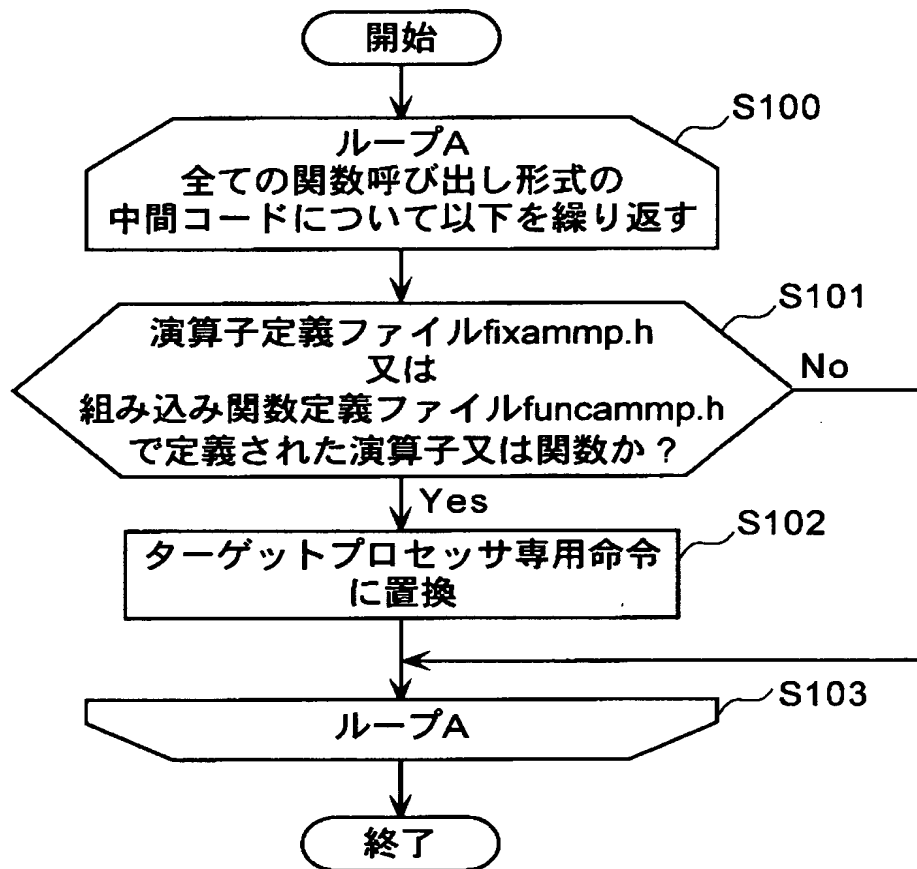 開始
S100
ループA
全ての関数呼び出し形式の
中間コードについて以下を繰り返す
S101
演算子定義ファイルfixammp.h
又は
組み込み関数定義ファイルfuncammp.h
で定義された演算子又は関数か？
No
Yes
S102
ターゲットプロセッサ専用命令
に置換
S103
ループA
終了